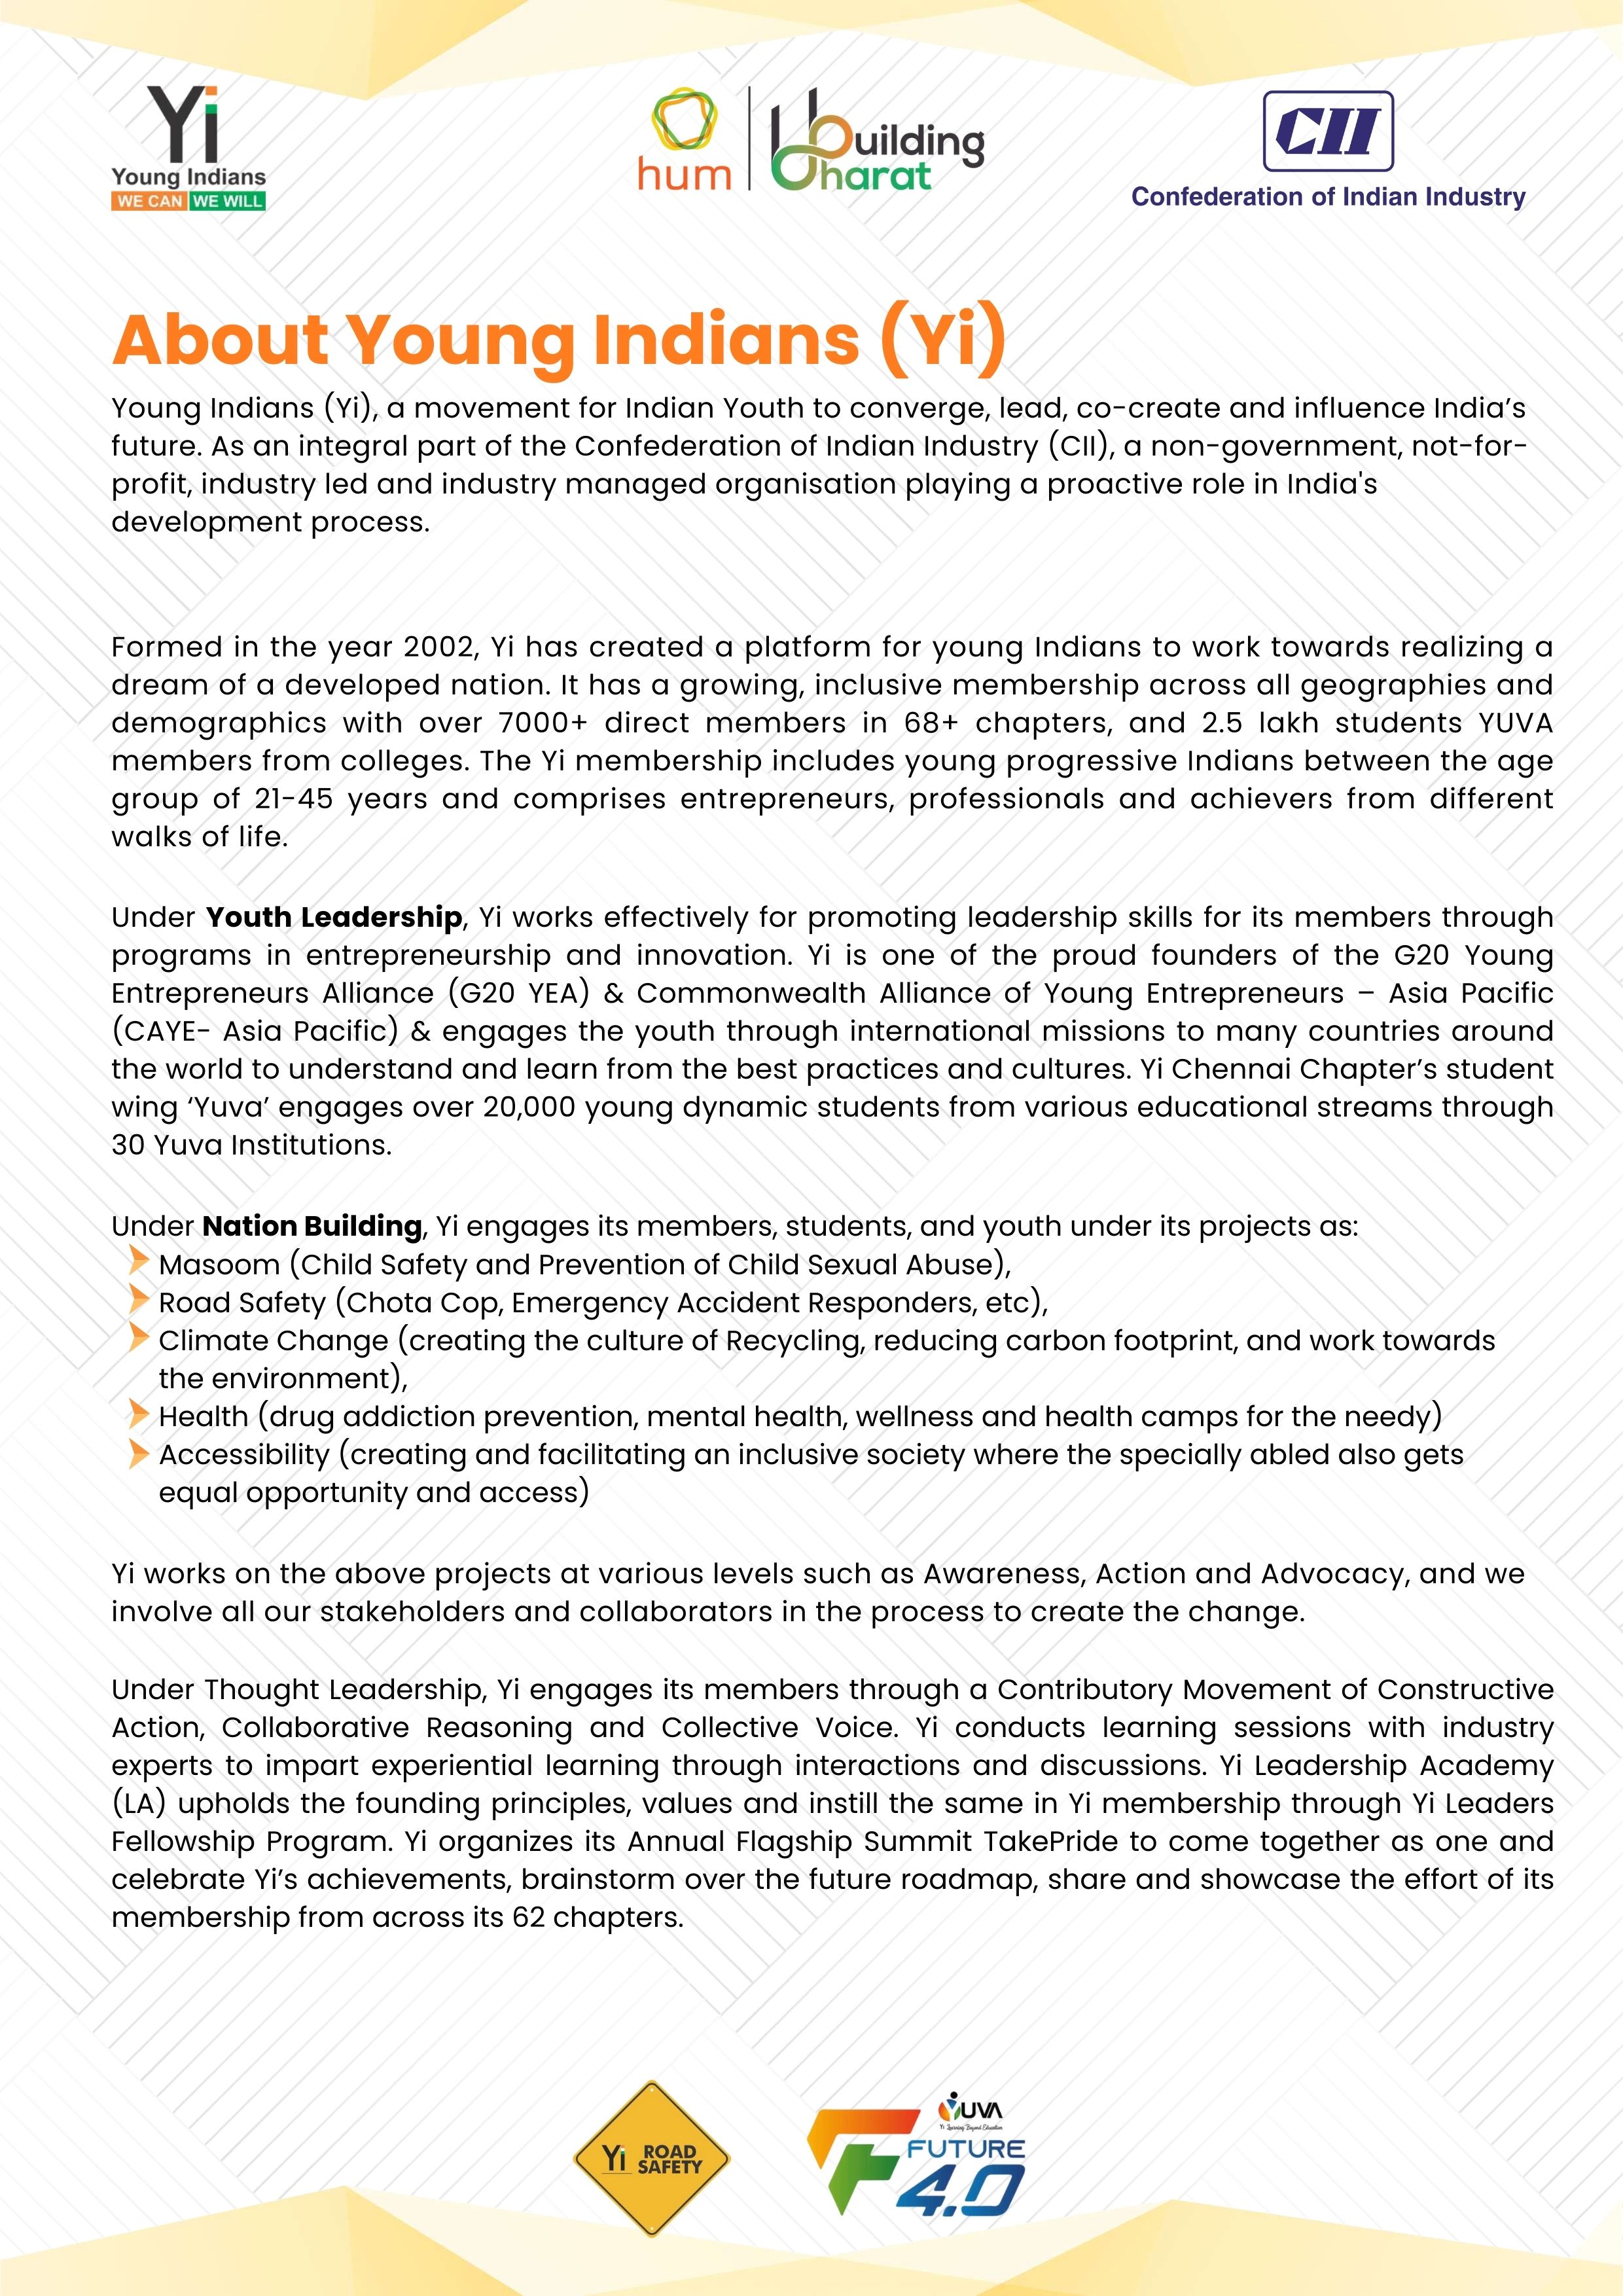 Yi
Young Indians
WE CAN WE WILL
hum
Building
Bharat
CII
Confederation of Indian Industry
About Young Indians (Yi)
Young Indians (Yi), a movement for Indian Youth to converge, lead, co-create and influence India’s
future. As an integral part of the Confederation of Indian Industry (CII), a non-government, not-for-
profit, industry led and industry managed organisation playing a proactive role in India's
development process.
Formed in the year 2002, Yi has created a platform for young Indians to work towards realizing a
dream of a developed nation. It has a growing, inclusive membership across all geographies and
demographics with over 7000+ direct members in 68+ chapters, and 2.5 lakh students YUVA
members from colleges. The Yi membership includes young progressive Indians between the age
group of 21-45 years and comprises entrepreneurs, professionals and achievers from different
walks of life.
Under Youth Leadership, Yi works effectively for promoting leadership skills for its members through
programs in entrepreneurship and innovation. Yi is one of the proud founders of the G20 Young
Entrepreneurs Alliance (G20 YEA) & Commonwealth Alliance of Young Entrepreneurs – Asia Pacific
(CAYE- Asia Pacific) & engages the youth through international missions to many countries around
the world to understand and learn from the best practices and cultures. Yi Chennai Chapter’s student
wing ‘Yuva’ engages over 20,000 young dynamic students from various educational streams through
30 Yuva Institutions.
Under Nation Building, Yi engages its members, students, and youth under its projects as:
Masoom (Child Safety and Prevention of Child Sexual Abuse),
Road Safety (Chota Cop, Emergency Accident Responders, etc),
Climate Change (creating the culture of Recycling, reducing carbon footprint, and work towards
the environment),
Health (drug addiction prevention, mental health, wellness and health camps for the needy)
Accessibility (creating and facilitating an inclusive society where the specially abled also gets
equal opportunity and access)
Yi works on the above projects at various levels such as Awareness, Action and Advocacy, and we
involve all our stakeholders and collaborators in the process to create the change.
Under Thought Leadership, Yi engages its members through a Contributory Movement of Constructive
Action, Collaborative Reasoning and Collective Voice. Yi conducts learning sessions with industry
experts to impart experiential learning through interactions and discussions. Yi Leadership Academy
(LA) upholds the founding principles, values and instill the same in Yi membership through Yi Leaders
Fellowship Program. Yi organizes its Annual Flagship Summit TakePride to come together as one and
celebrate Yi’s achievements, brainstorm over the future roadmap, share and showcase the effort of its
membership from across its 62 chapters.
Yi ROAD
SAFETY
YUVA
Yi Learning Beyond Education
FUTURE
4.0